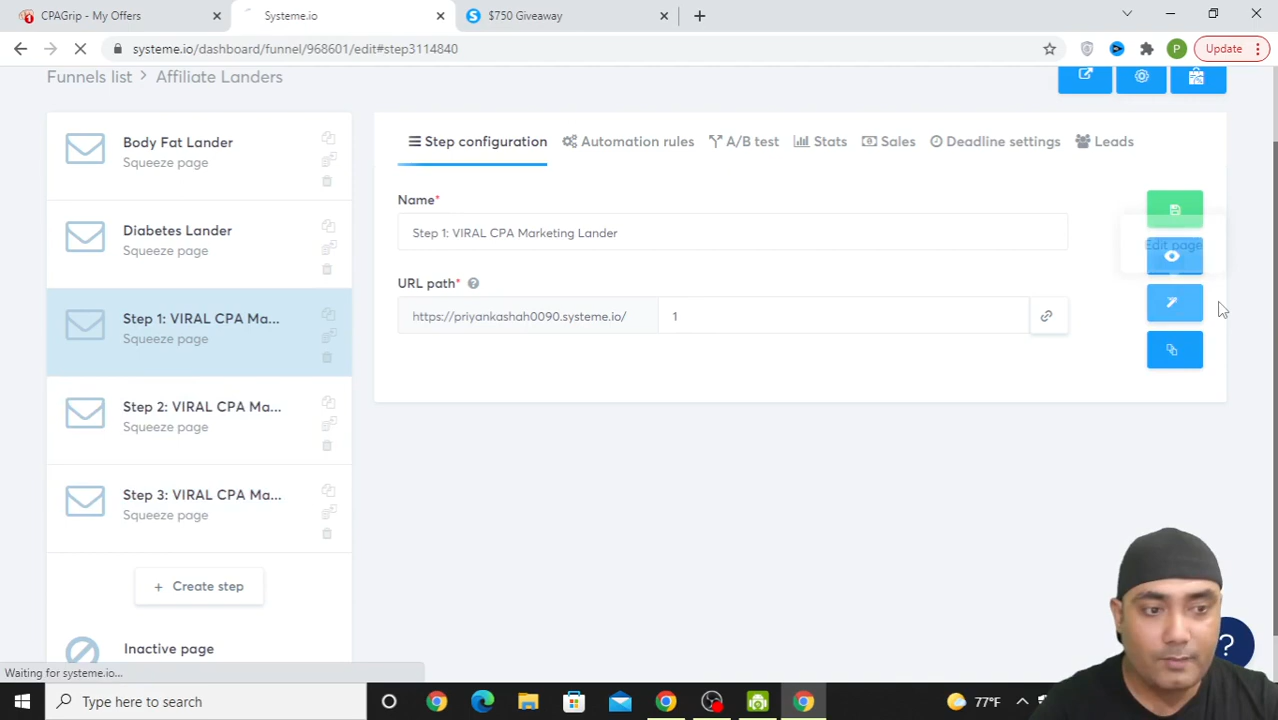 CPAGrip - My Offers
Systeme.io
$750 Giveaway
systeme.io/dashboard/funnel/968601/edit#step3114840
P
Update
Funnels list > Affiliate Landers
Body Fat Lander
Squeeze page
Diabetes Lander
Squeeze page
Step 1: VIRAL CPA Ma...
Squeeze page
Step 2: VIRAL CPA Ma...
Squeeze page
Step 3: VIRAL CPA Ma...
Squeeze page
+ Create step
Inactive page
Step configuration
Automation rules
A/B test
Stats
Sales
Deadline settings
Leads
Name*
Step 1: VIRAL CPA Marketing Lander
Edit page
URL path* ?
https://priyankashah0090.systeme.io/
1
?
Waiting for systeme.io...
Type here to search
77°F